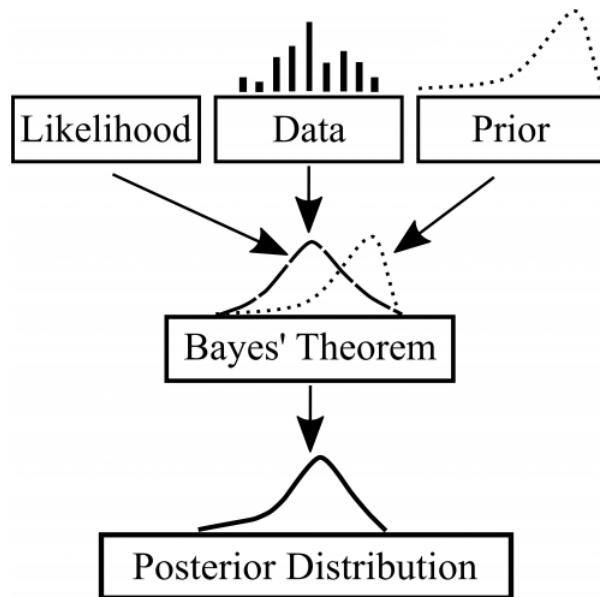 Likelihood
Data
Prior
Bayes' Theorem
Posterior Distribution